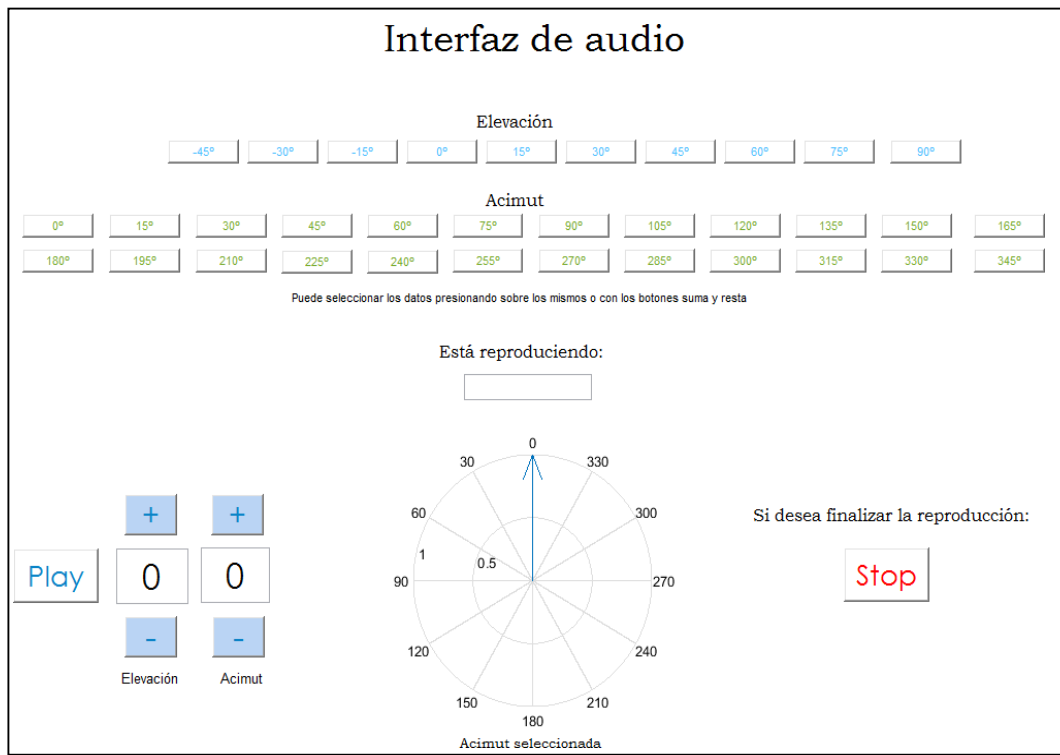 Interfaz de audio
Elevación
-45º -30º -15º 0º 15º 30º 45º 60º 75º 90º
Acimut
0º 15º 30º 45º 60º 75º 90º 105º 120º 135º 150º 165º
180º 195º 210º 225º 240º 255º 270º 285º 300º 315º 330º 345º
Puede seleccionar los datos presionando sobre los mismos o con los botones suma y resta
Está reproduciendo:
0
30 330
60 300
1 0.5
90 270
120 240
150 210
180
Acimut seleccionada
+ +
Play 0 0
- -
Elevación Acimut
Si desea finalizar la reproducción:
Stop